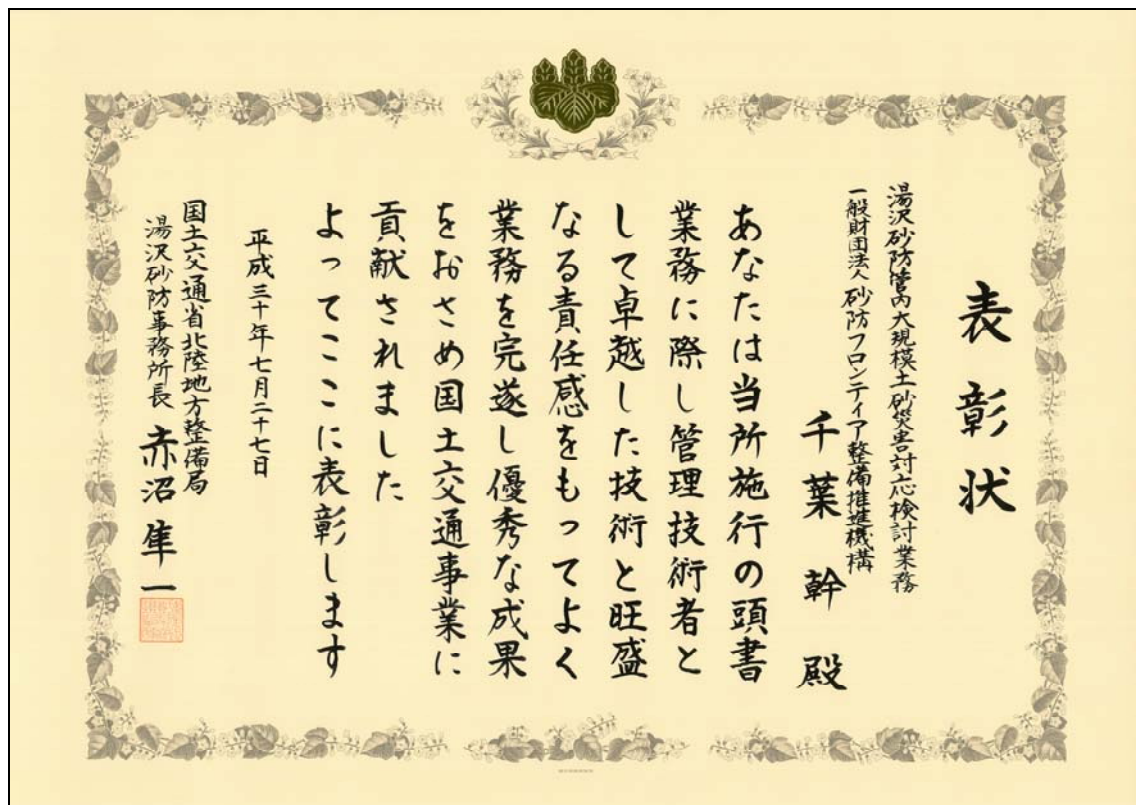 表彰状
湯沢砂防管内大規模土砂災害対応検討業務
一般財団法人 砂防フロンティア整備推進機構
千葉 幹 殿
あなたは当所施行の頭書
業務に際し管理技術者と
して卓越した技術と旺盛
なる責任感をもってよく
業務を完遂し優秀な成果
をおさめ国土交通事業に
貢献されました
よってここに表彰します
平成三十年七月二十七日
国土交通省北陸地方整備局
湯沢砂防事務所長 赤沼 隼一